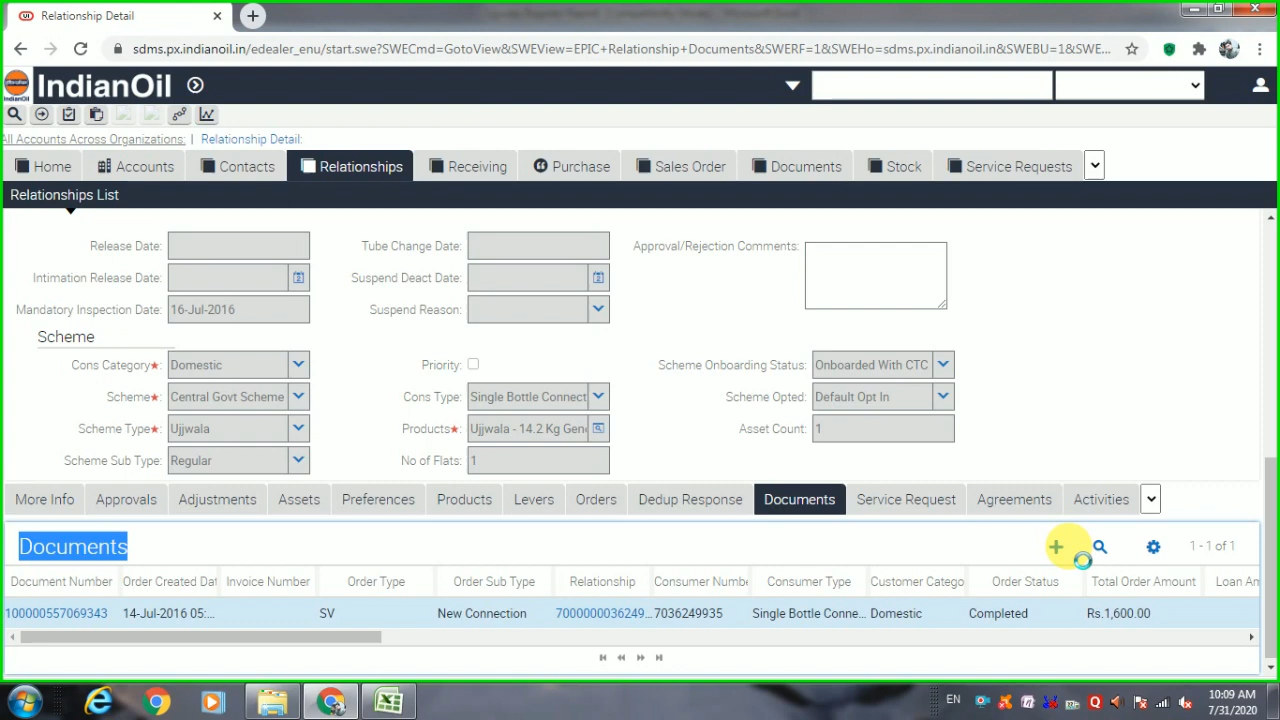 Relationship Detail
sdms.px.indianoil.in/edealer_enu/start.swe?SWECmd=GotoView&SWEView=EPIC+Relationship+Documents&SWERF=1&SWEHo=sdms.px.indianoil.in&SWEBU=1&SWE...
IndianOil
All Accounts Across Organizations: | Relationship Detail:
Home Accounts Contacts Relationships Receiving Purchase Sales Order Documents Stock Service Requests
Relationships List
Release Date: Tube Change Date: Approval/Rejection Comments:
Intimation Release Date: Suspend Deact Date:
Mandatory Inspection Date: 16-Jul-2016 Suspend Reason:
Scheme
Cons Category★: Domestic Priority: Scheme Onboarding Status: Onboarded With CTC
Scheme★: Central Govt Scheme Cons Type: Single Bottle Connect Scheme Opted: Default Opt In
Scheme Type★: Ujjwala Products★: Ujjwala - 14.2 Kg Gen Asset Count: 1
Scheme Sub Type: Regular No of Flats: 1
More Info Approvals Adjustments Assets Preferences Products Levers Orders Dedup Response Documents Service Request Agreements Activities
Documents 1 - 1 of 1
Document Number Order Created Dat Invoice Number Order Type Order Sub Type Relationship Consumer Numbe Consumer Type Customer Catego Order Status Total Order Amount Loan Am
100000557069343 14-Jul-2016 05:... SV New Connection 7000000036249... 7036249935 Single Bottle Conne... Domestic Completed Rs.1,600.00
EN 10:09 AM
7/31/2020